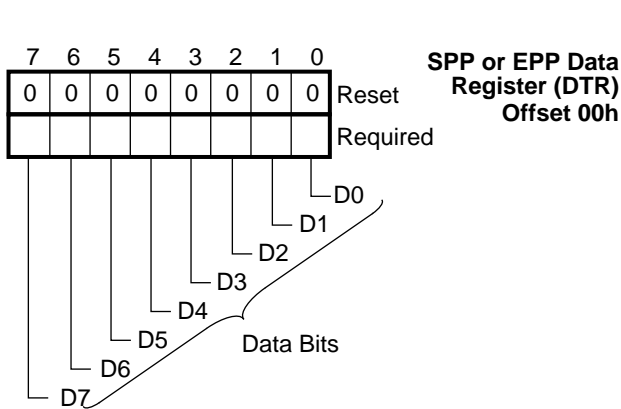 7 6 5 4 3 2 1 0
SPP or EPP Data
Register (DTR)
Offset 00h
0 0 0 0 0 0 0 0 Reset
Required
D0
D1
D2
D3
D4
D5
Data Bits
D6
D7